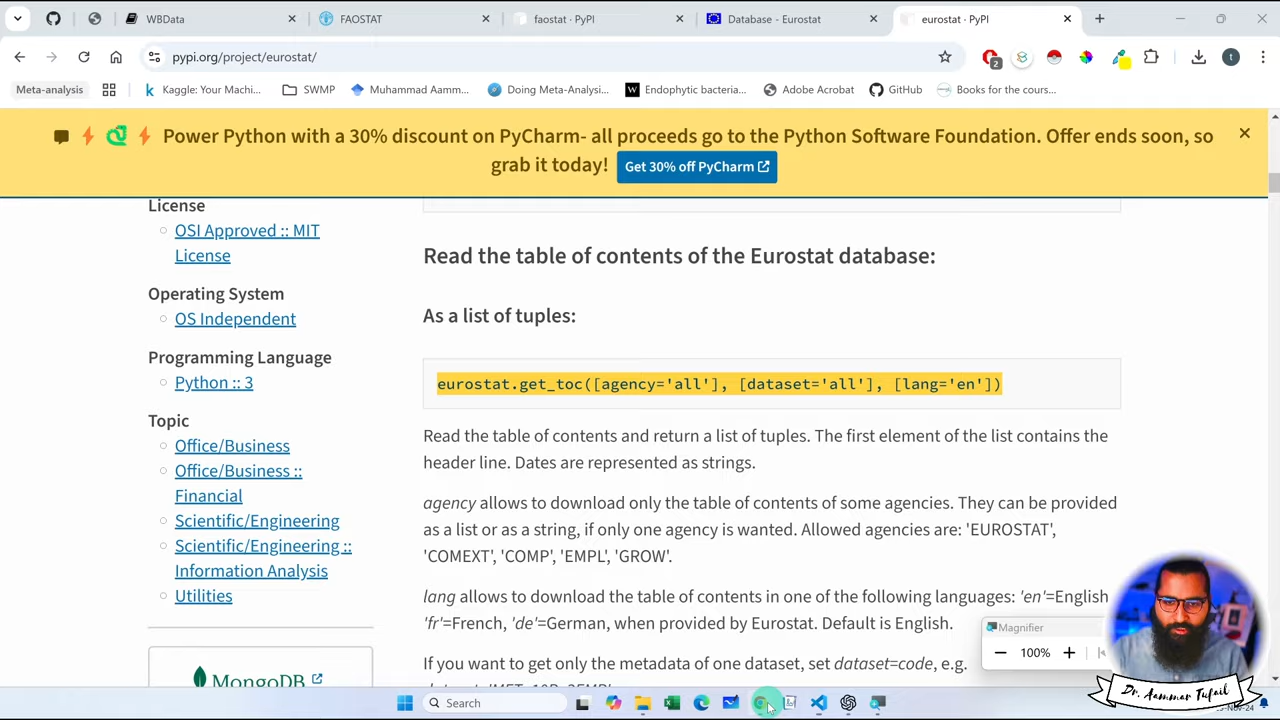 WBData
FAOSTAT
faostat · PyPI
Database - Eurostat
eurostat · PyPI
pypi.org/project/eurostat/
2
t
Meta-analysis
Kaggle: Your Machi...
SWMP
Muhammad Aamm...
Doing Meta-Analysi...
Endophytic bacteria...
Adobe Acrobat
GitHub
Books for the cours...
Power Python with a 30% discount on PyCharm- all proceeds go to the Python Software Foundation. Offer ends soon, so
grab it today! Get 30% off PyCharm
License
OSI Approved :: MIT
License
Operating System
OS Independent
Programming Language
Python :: 3
Topic
Office/Business
Office/Business ::
Financial
Scientific/Engineering
Scientific/Engineering ::
Information Analysis
Utilities
MongoDB
Read the table of contents of the Eurostat database:
As a list of tuples:
eurostat.get_toc([agency='all'], [dataset='all'], [lang='en'])
Read the table of contents and return a list of tuples. The first element of the list contains the
header line. Dates are represented as strings.
agency allows to download only the table of contents of some agencies. They can be provided
as a list or as a string, if only one agency is wanted. Allowed agencies are: 'EUROSTAT',
'COMEXT', 'COMP', 'EMPL', 'GROW'.
lang allows to download the table of contents in one of the following languages: 'en'=English
'fr'=French, 'de'=German, when provided by Eurostat. Default is English.
If you want to get only the metadata of one dataset, set dataset=code, e.g.
Magnifier
100%
Dr. Aammar Tufail
Search
-Nov-24